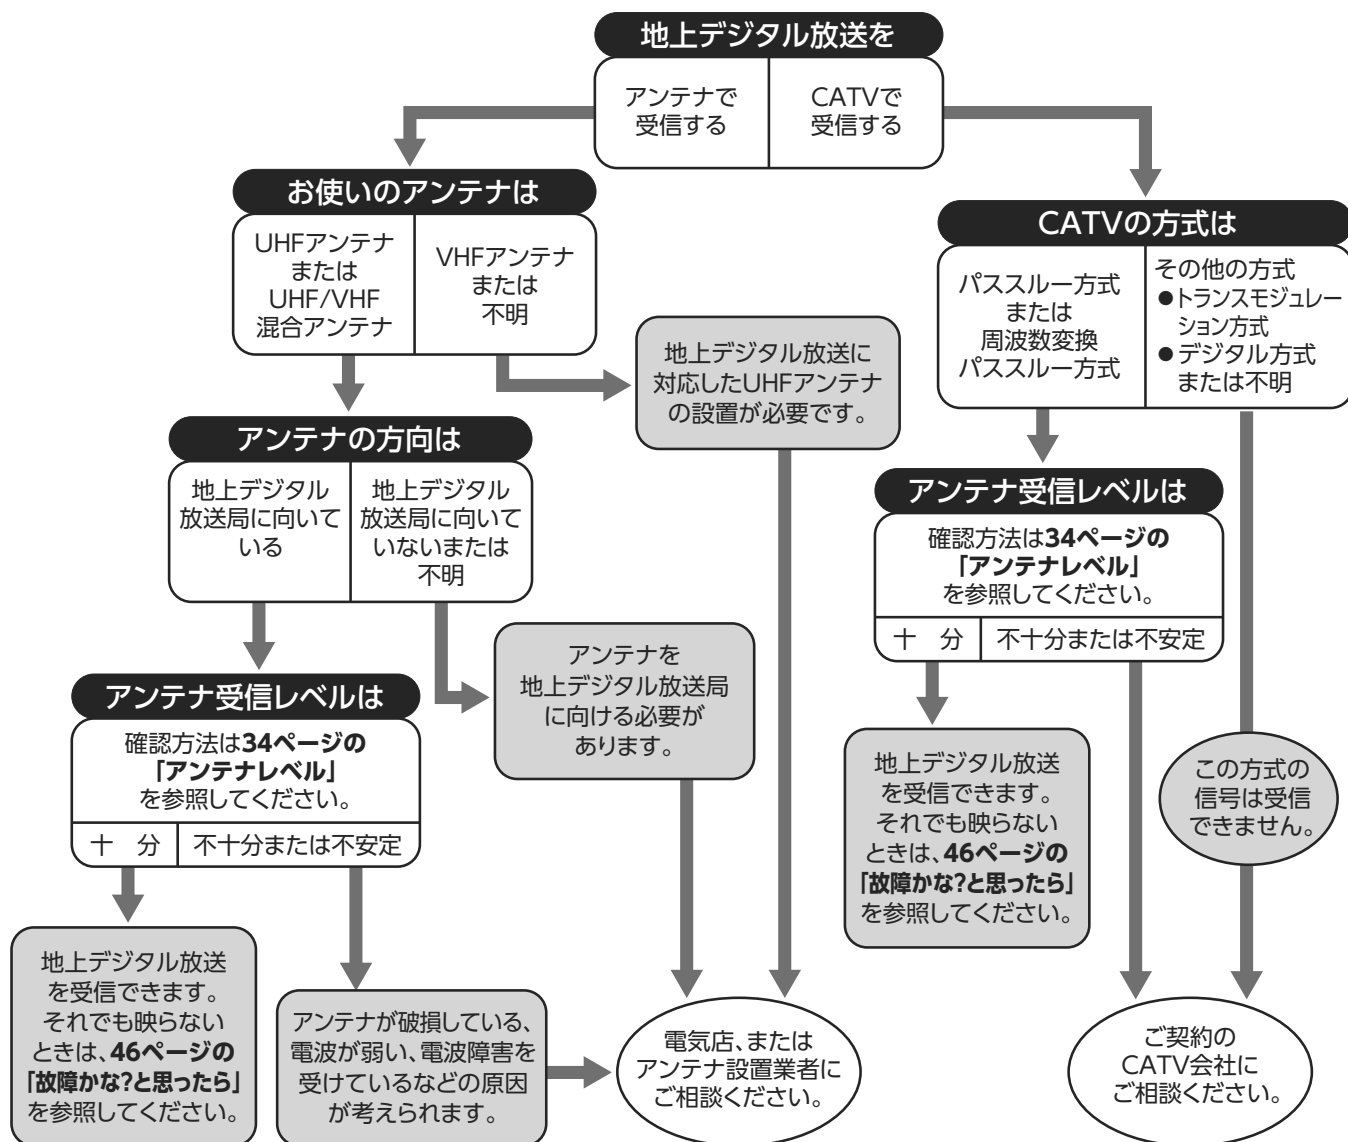 地上デジタル放送を
アンテナで
受信する
CATVで
受信する
お使いのアンテナは
UHFアンテナ
または
UHF/VHF
混合アンテナ
VHFアンテナ
または
不明
CATVの方式は
パススルー方式
または
周波数変換
パススルー方式
その他の方式
●トランスモジュレー
ション方式
●デジタル方式
または不明
地上デジタル放送に
対応したUHFアンテナ
の設置が必要です。
アンテナの方向は
地上デジタル
放送局に向いて
いる
地上デジタル
放送局に向いて
いないまたは
不明
アンテナ受信レベルは
確認方法は34ページの
「アンテナレベル」
を参照してください。
十 分
不十分または不安定
アンテナを
地上デジタル放送局
に向ける必要が
あります。
アンテナ受信レベルは
確認方法は34ページの
「アンテナレベル」
を参照してください。
十 分
不十分または不安定
地上デジタル放送
を受信できます。
それでも映らない
ときは、46ページの
「故障かな?と思ったら」
を参照してください。
この方式の
信号は受信
できません。
地上デジタル放送
を受信できます。
それでも映らない
ときは、46ページの
「故障かな?と思ったら」
を参照してください。
アンテナが破損している、
電波が弱い、電波障害を
受けているなどの原因
が考えられます。
電気店、または
アンテナ設置業者に
ご相談ください。
ご契約の
CATV会社に
ご相談ください。